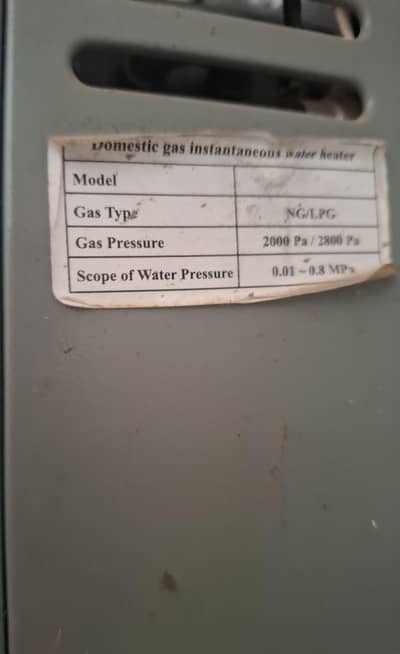 Domestic gas instantaneous water heater
Model
Gas Type NG/LPG
Gas Pressure 2000 Pa / 2800 Pa
Scope of Water Pressure 0.01~0.8 MPa